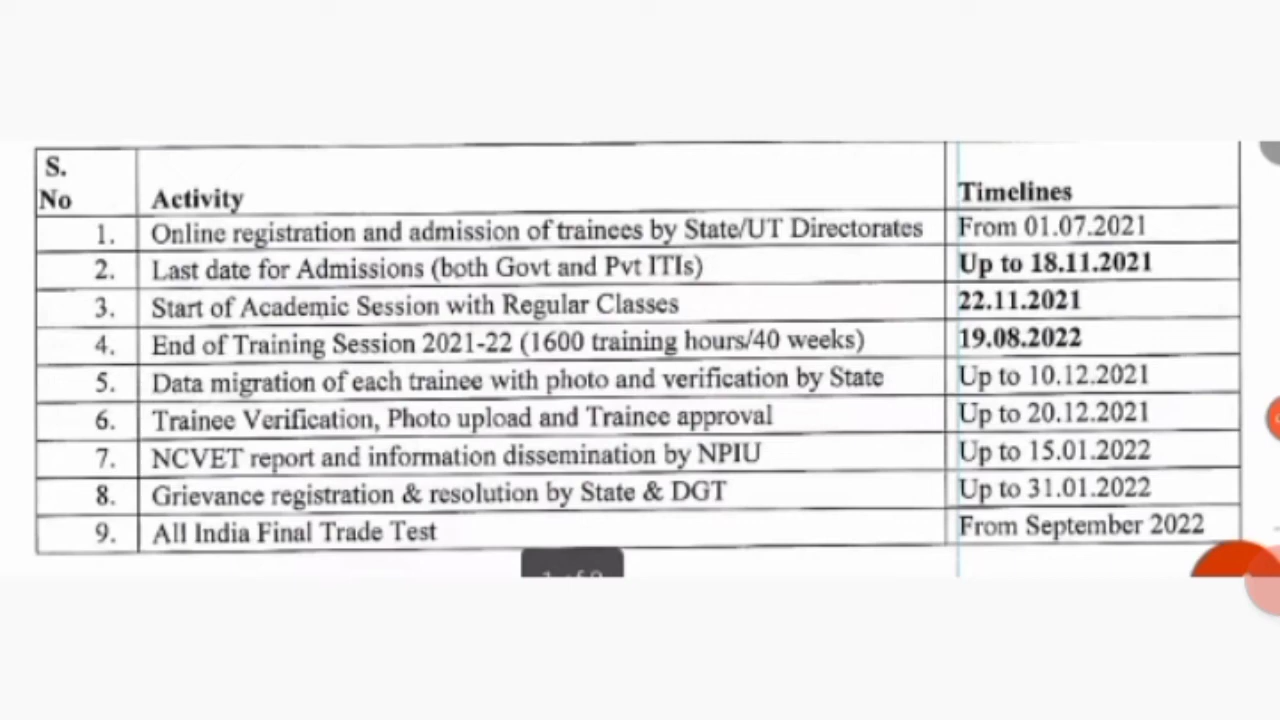 S.
No Activity Timelines
1. Online registration and admission of trainees by State/UT Directorates From 01.07.2021
2. Last date for Admissions (both Govt and Pvt ITIs) Up to 18.11.2021
3. Start of Academic Session with Regular Classes 22.11.2021
4. End of Training Session 2021-22 (1600 training hours/40 weeks) 19.08.2022
5. Data migration of each trainee with photo and verification by State Up to 10.12.2021
6. Trainee Verification, Photo upload and Trainee approval Up to 20.12.2021
7. NCVET report and information dissemination by NPIU Up to 15.01.2022
8. Grievance registration & resolution by State & DGT Up to 31.01.2022
9. All India Final Trade Test From September 2022